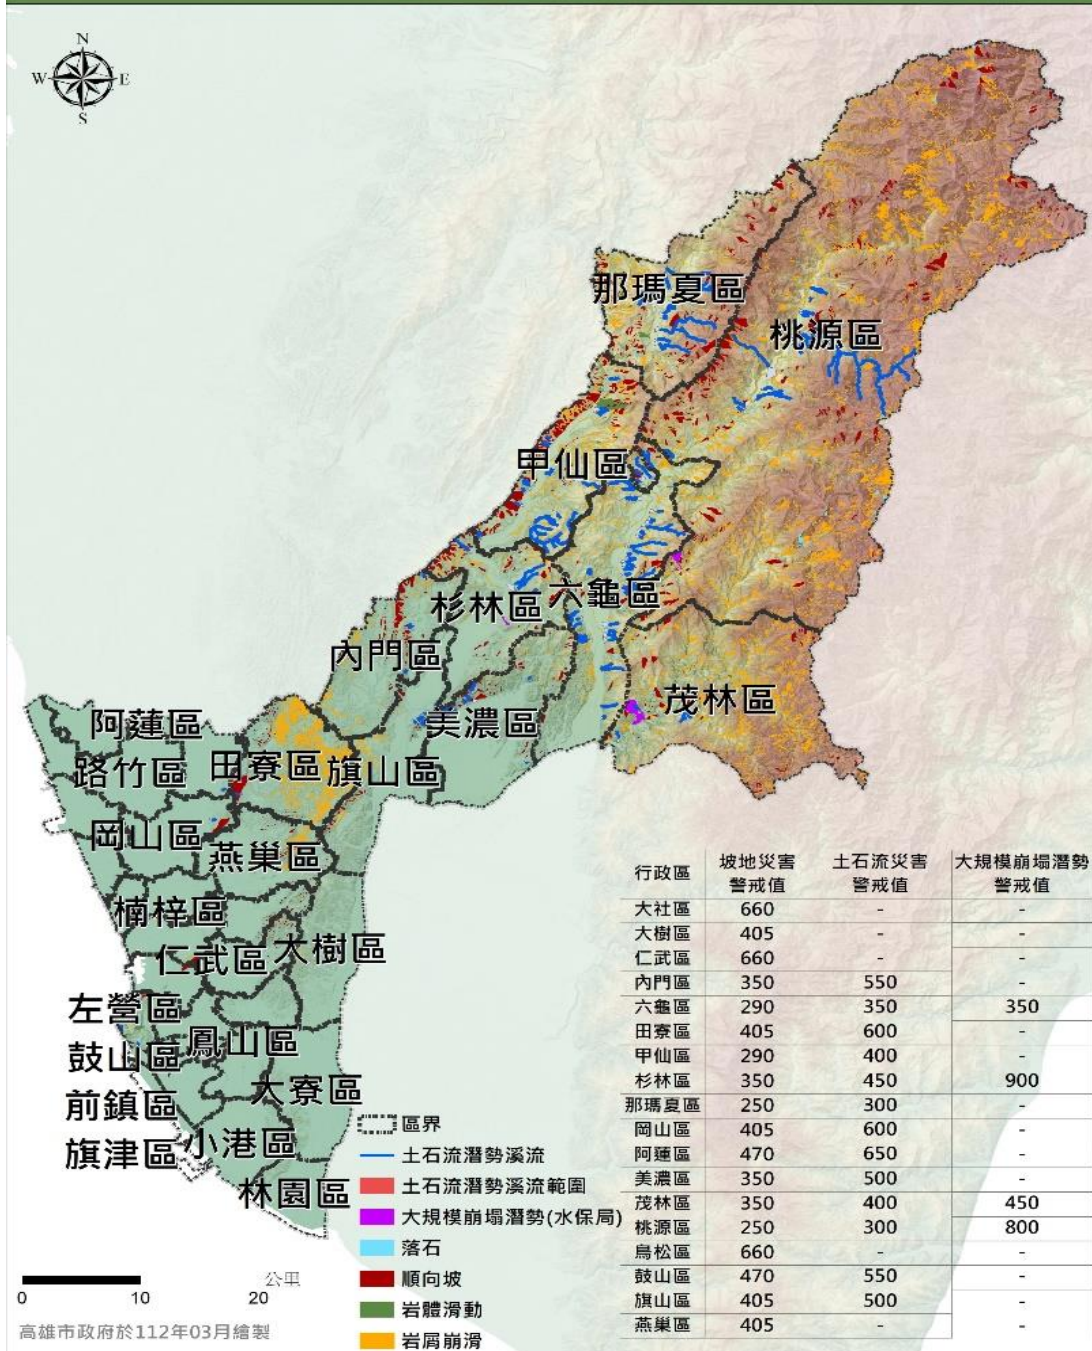 N
W E
S
那瑪夏區
桃源區
甲仙區
六龜區
杉林區
內門區
茂林區
美濃區
阿蓮區
田寮區
旗山區
路竹區
岡山區
燕巢區
楠梓區
大樹區
仁武區
左營區
鳳山區
鼓山區
大寮區
前鎮區
小港區
旗津區
林園區
行政區 坡地災害警戒值 土石流災害警戒值 大規模崩塌潛勢警戒值
大社區 660 - -
大樹區 405 - -
仁武區 660 - -
內門區 350 550
六龜區 290 350 350
田寮區 405 600 -
甲仙區 290 400 -
杉林區 350 450 900
那瑪夏區 250 300 -
岡山區 405 600 -
阿蓮區 470 650 -
美濃區 350 500 -
茂林區 350 400 450
桃源區 250 300 800
鳥松區 660 - -
鼓山區 470 550 -
旗山區 405 500 -
燕巢區 405 - -
區界
土石流潛勢溪流
土石流潛勢溪流範圍
大規模崩塌潛勢(水保局)
落石
順向坡
岩體滑動
岩屑崩滑
公里
0 10 20
高雄市政府於112年03月繪製